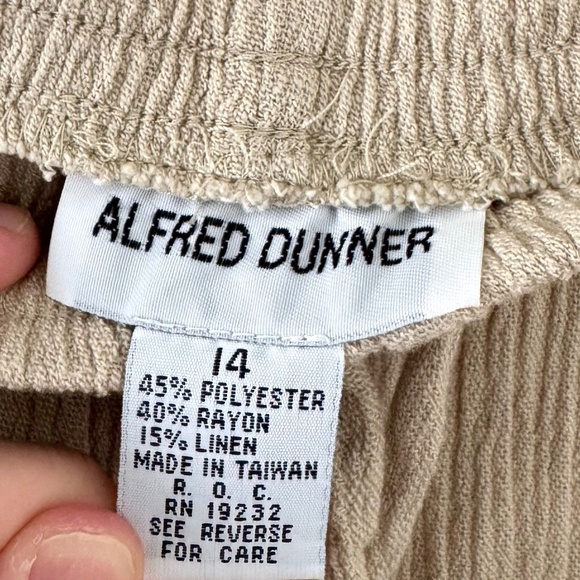 ALFRED DUNNER
14
45% POLYESTER
40% RAYON
15% LINEN
MADE IN TAIWAN
R. O. C.
RN 19232
SEE REVERSE
FOR CARE